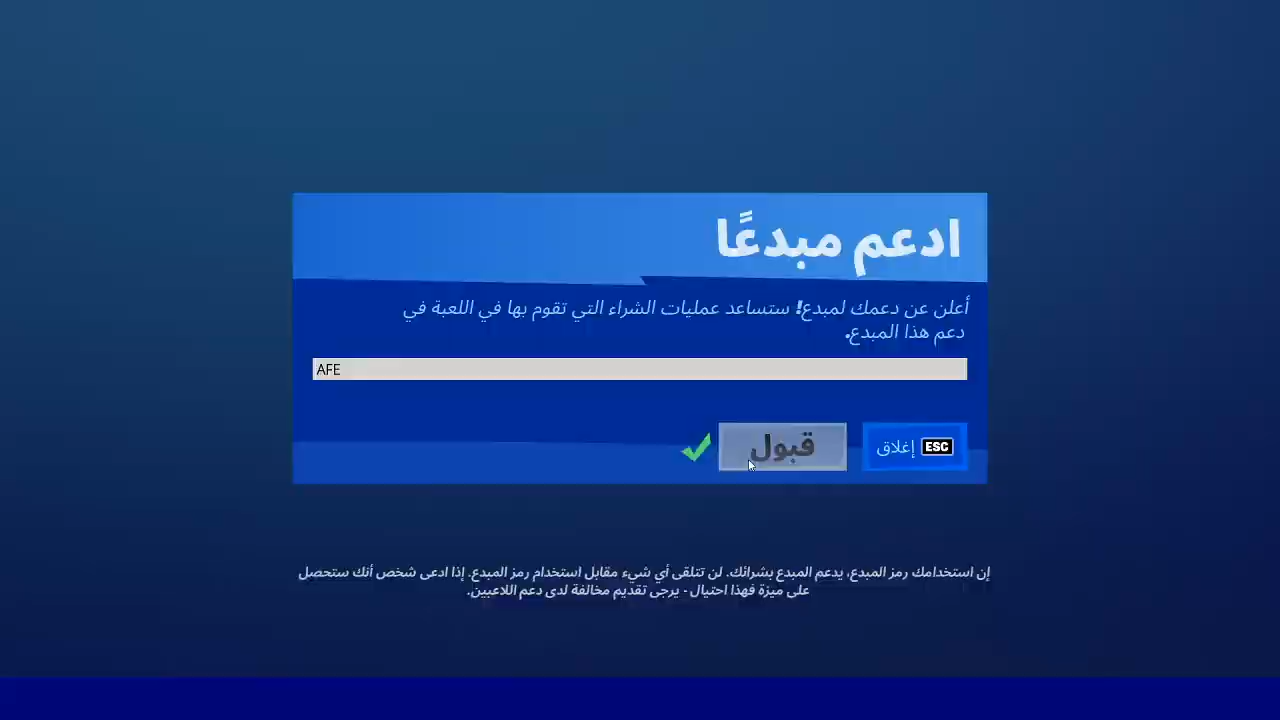 ادعم مبدعًا
أعلن عن دعمك لمبدع! ستساعد عمليات الشراء التي تقوم بها في اللعبة في
دعم هذا المبدع.
AFE
قبول
ESC إغلاق
إن استخدامك رمز المبدع، يدعم المبدع بشرائك. لن تتلقى أي شيء مقابل استخدام رمز المبدع. إذا ادعى شخص أنك ستحصل
على ميزة فهذا احتيال - يرجى تقديم مخالفة لدى دعم اللاعبين.